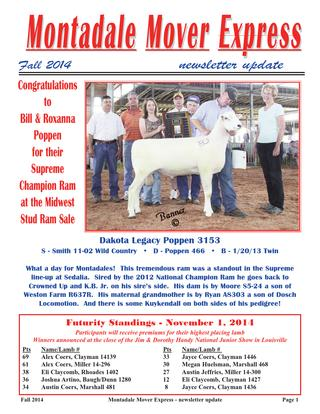 Montadale Mover Express
Fall 2014 newsletter update
Congratulations
to
Bill & Roxanna
Poppen
for their
Supreme
Champion Ram
at the Midwest
Stud Ram Sale
Banner
©
Dakota Legacy Poppen 3153
S - Smith 11-02 Wild Country • D - Poppen 466 • B - 1/20/13 Twin
What a day for Montadales! This tremendous ram was a standout in the Supreme
line-up at Sedalia. Sired by the 2012 National Champion Ram he goes back to
Crowned Up and K.B. Jr. on his sire's side. His dam is by Moore S5-24 a son of
Weston Farm R637R. His maternal grandmother is by Ryan AS303 a son of Dosch
Locomotion. And there is some Kuykendall on both sides of his pedigree!
Futurity Standings - November 1, 2014
Participants will receive premiums for their highest placing lamb
Winners announced at the close of the Jim & Dorothy Handy National Junior Show in Louisville
Pts Name/Lamb # Pts Name/Lamb #
69 Alex Coers, Clayman 14139 33 Jayce Coers, Clayman 1446
61 Alex Coers, Miller 14-296 30 Megan Huelsman, Marshall 468
38 Eli Claycomb, Rhoades 1402 27 Austin Jeffries, Miller 14-300
36 Joshua Artino, Baugh/Dunn 1280 12 Eli Claycomb, Clayman 1427
34 Austin Coers, Marshall 481 8 Jayce Coers, Clayman 1436
Fall 2014 Montadale Mover Express - newsletter update Page 1